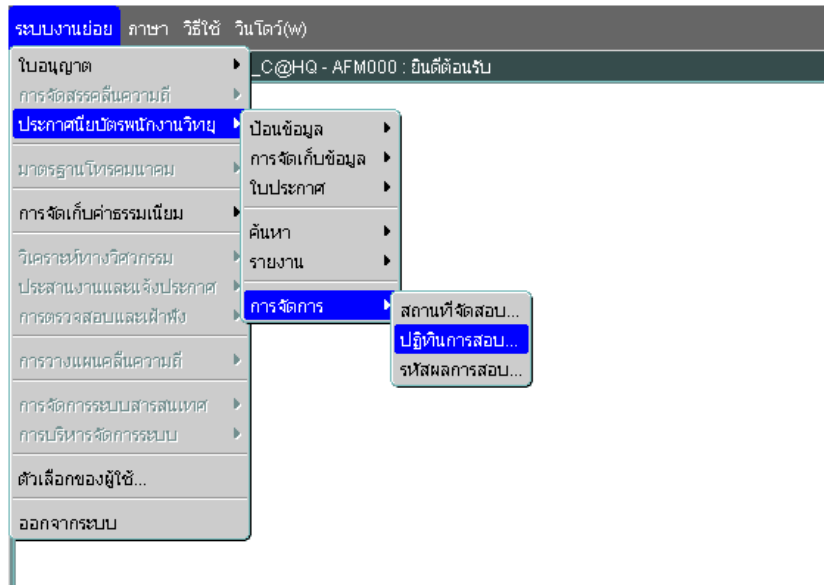 ระบบงานย่อย ภาษา วิธีใช้ วินโดว์(w)
_C@HQ - AFM000 : ยินดีต้อนรับ
ใบอนุญาต
การจัดสรรคลื่นความถี่
ประกาศนียบัตรพนักงานวิทยุ
มาตรฐานโทรคมนาคม
การจัดเก็บค่าธรรมเนียม
วิเคราะห์ทางวิศวกรรม
ประสานงานและแจ้งประกาศ
การตรวจสอบและเฝ้าฟัง
การวางแผนคลื่นความถี่
การจัดการระบบสารสนเทศ
การบริหารจัดการระบบ
ตัวเลือกของผู้ใช้...
ออกจากระบบ
ป้อนข้อมูล
การจัดเก็บข้อมูล
ใบประกาศ
ค้นหา
รายงาน
การจัดการ
สถานที่จัดสอบ...
ปฏิทินการสอบ...
รหัสผลการสอบ...